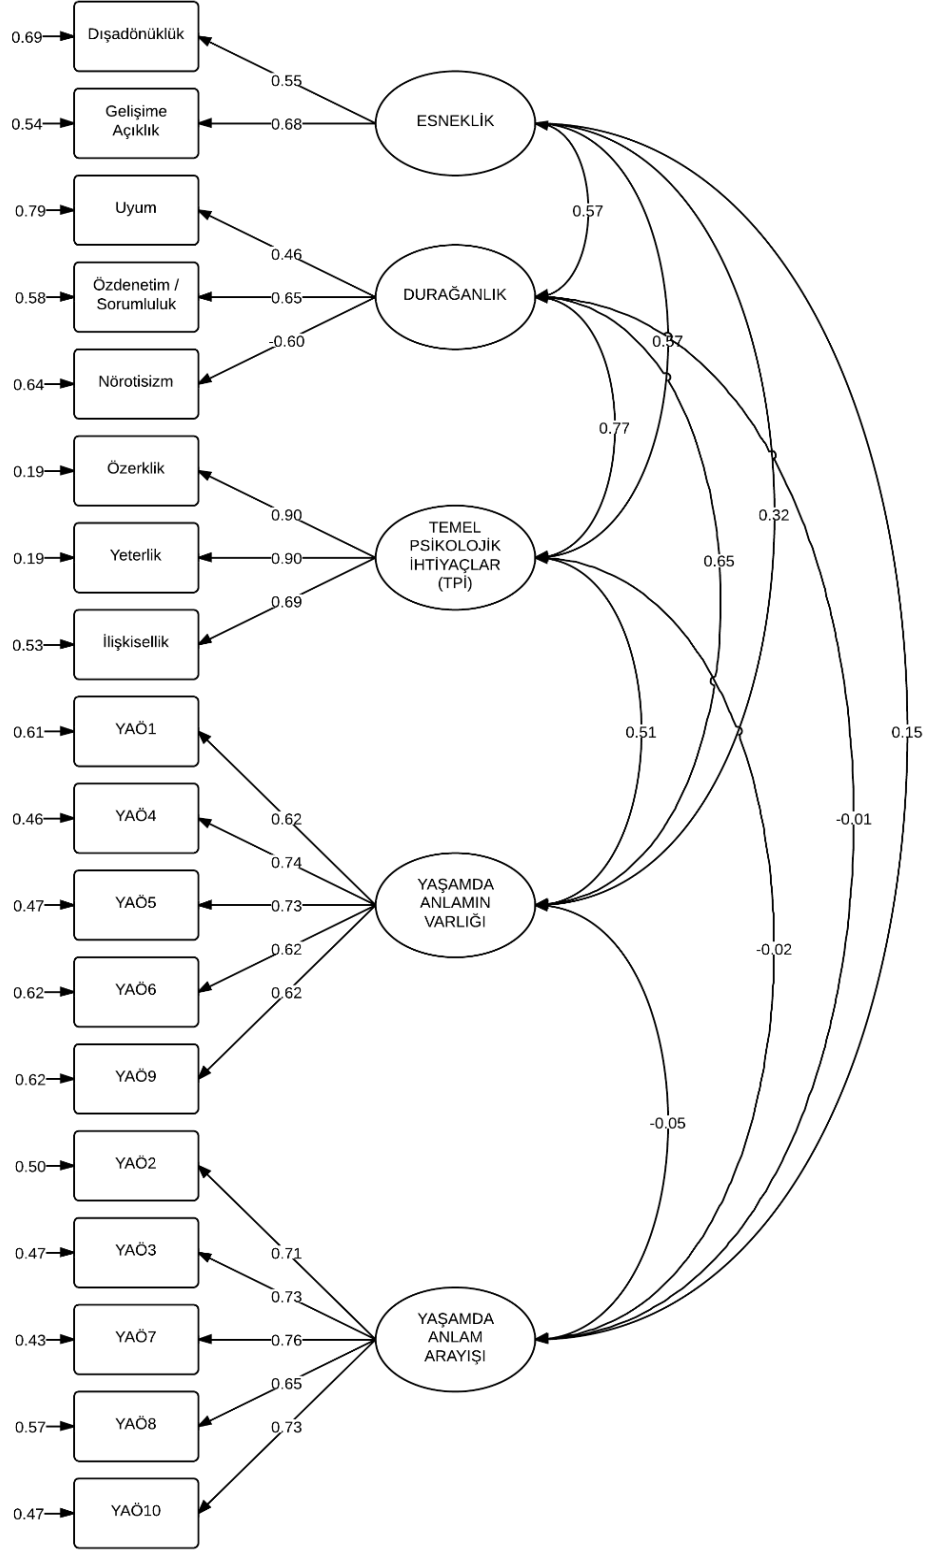 0.69
Dışadönüklük
0.55
0.54
Gelişime
Açıklık
0.68
ESNEKLİK
0.79
Uyum
0.46
0.57
0.58
Özdenetim /
Sorumluluk
0.65
DURAĞANLIK
-0.60
0.64
Nörotisizm
0.77
0.19
Özerklik
0.90
0.32
0.19
Yeterlik
0.90
TEMEL
PSİKOLOJİK
İHTİYAÇLAR
(TPİ)
0.65
0.69
0.53
İlişkisellik
0.61
YAÖ1
0.51
0.15
0.62
0.46
YAÖ4
-0.01
0.74
0.47
YAÖ5
0.73
YAŞAMDA
ANLAMIN
VARLIĞI
0.62
-0.02
0.62
YAÖ6
0.62
0.62
YAÖ9
-0.05
0.50
YAÖ2
0.71
0.47
YAÖ3
0.73
0.43
YAÖ7
0.76
YAŞAMDA
ANLAM
ARAYIŞI
0.65
0.57
YAÖ8
0.73
0.47
YAÖ10